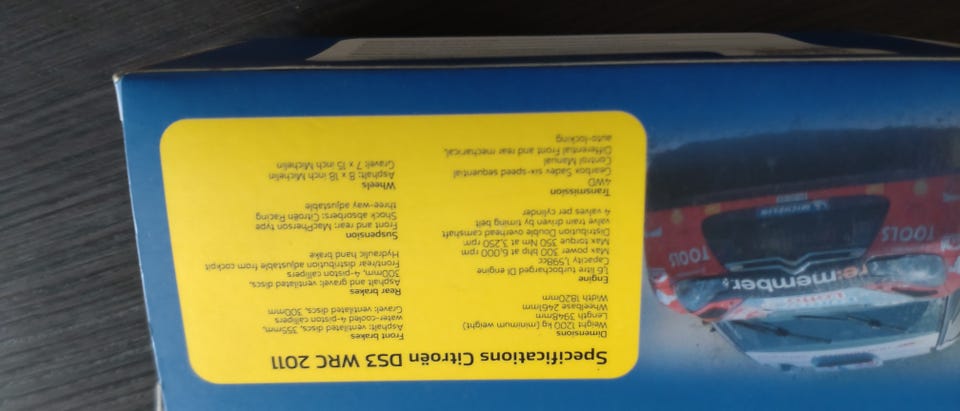 Specifications Citroën DS3 WRC 2011
Dimensions
Weight 1200 kg (minimum weight)
Length 3948mm
Wheelbase 2461mm
Width 1820mm
Engine
1,6 litre turbocharged DI engine
Capacity 1,598cc
Max power 300 bhp at 6,000 rpm
Max torque 350 Nm at 3,250 rpm
Distribution Double overhead camshaft
valve train driven by timing belt
4 valves per cylinder
Transmission
4WD
Gearbox Sadev six-speed sequential
Control Manual
Differential Front and rear mechanical,
auto-locking
Front brakes
Asphalt: ventilated discs, 355mm,
water-cooled 4-piston callipers
Gravel: ventilated discs, 300mm
Rear brakes
Asphalt and gravel: ventilated discs,
300mm, 4-piston callipers
Front/rear distribution adjustable from cockpit
Hydraulic hand brake
Suspension
Front and rear: MacPherson type
Shock absorbers: Citroën Racing
three-way adjustable
Wheels
Asphalt: 8 x 18 inch Michelin
Gravel: 7 x 15 inch Michelin
re:member
TOOLS
TOOLS
MICHELIN